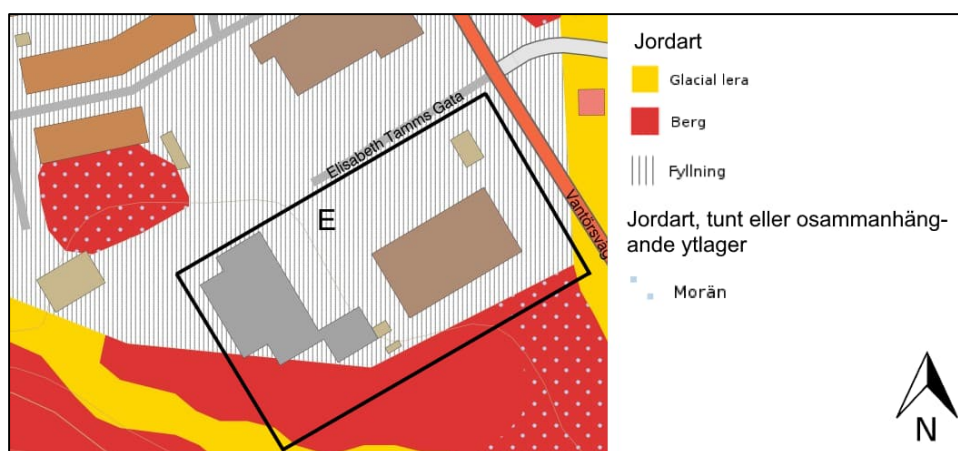 Elisabeth Tamms Gata
Vantörsväg
E
Jordart
Glacial lera
Berg
Fyllning
Jordart, tunt eller osammanhäng-
ande ytlager
Morän
N